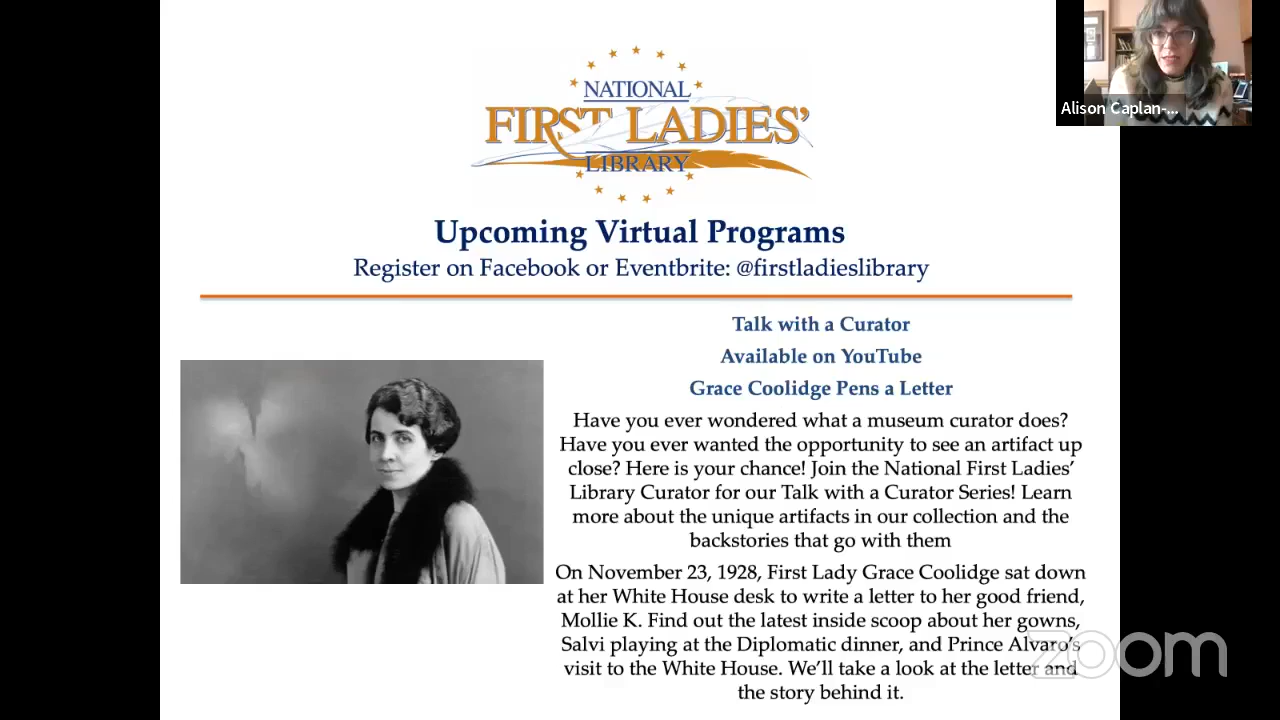 NATIONAL
FIRST LADIES'
LIBRARY
Alison Caplan-...
Upcoming Virtual Programs
Register on Facebook or Eventbrite: @firstladieslibrary
Talk with a Curator
Available on YouTube
Grace Coolidge Pens a Letter
Have you ever wondered what a museum curator does?
Have you ever wanted the opportunity to see an artifact up
close? Here is your chance! Join the National First Ladies'
Library Curator for our Talk with a Curator Series! Learn
more about the unique artifacts in our collection and the
backstories that go with them
On November 23, 1928, First Lady Grace Coolidge sat down
at her White House desk to write a letter to her good friend,
Mollie K. Find out the latest inside scoop about her gowns,
Salvi playing at the Diplomatic dinner, and Prince Alvaro's
visit to the White House. We'll take a look at the letter and
the story behind it.
zoom